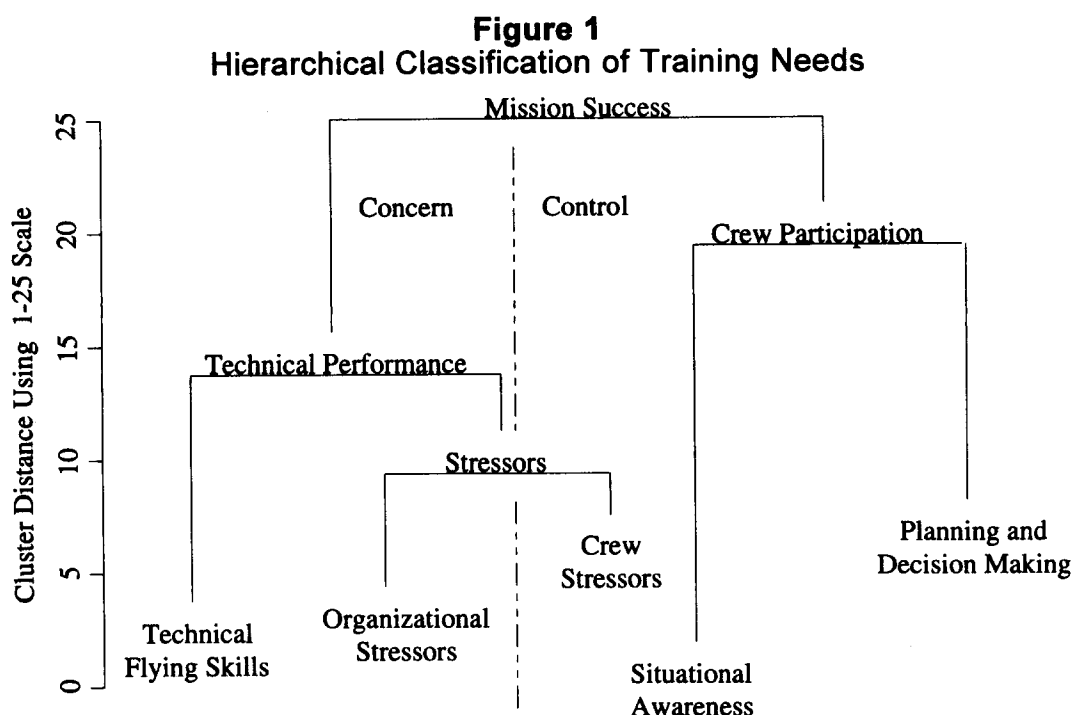 Figure 1
Hierarchical Classification of Training Needs
Mission Success
25
Concern
Control
20
Crew Participation
Cluster Distance Using 1-25 Scale
15
Technical Performance
10
Stressors
Planning and
Decision Making
Crew
Stressors
5
Organizational
Stressors
Technical
Flying Skills
0
Situational
Awareness